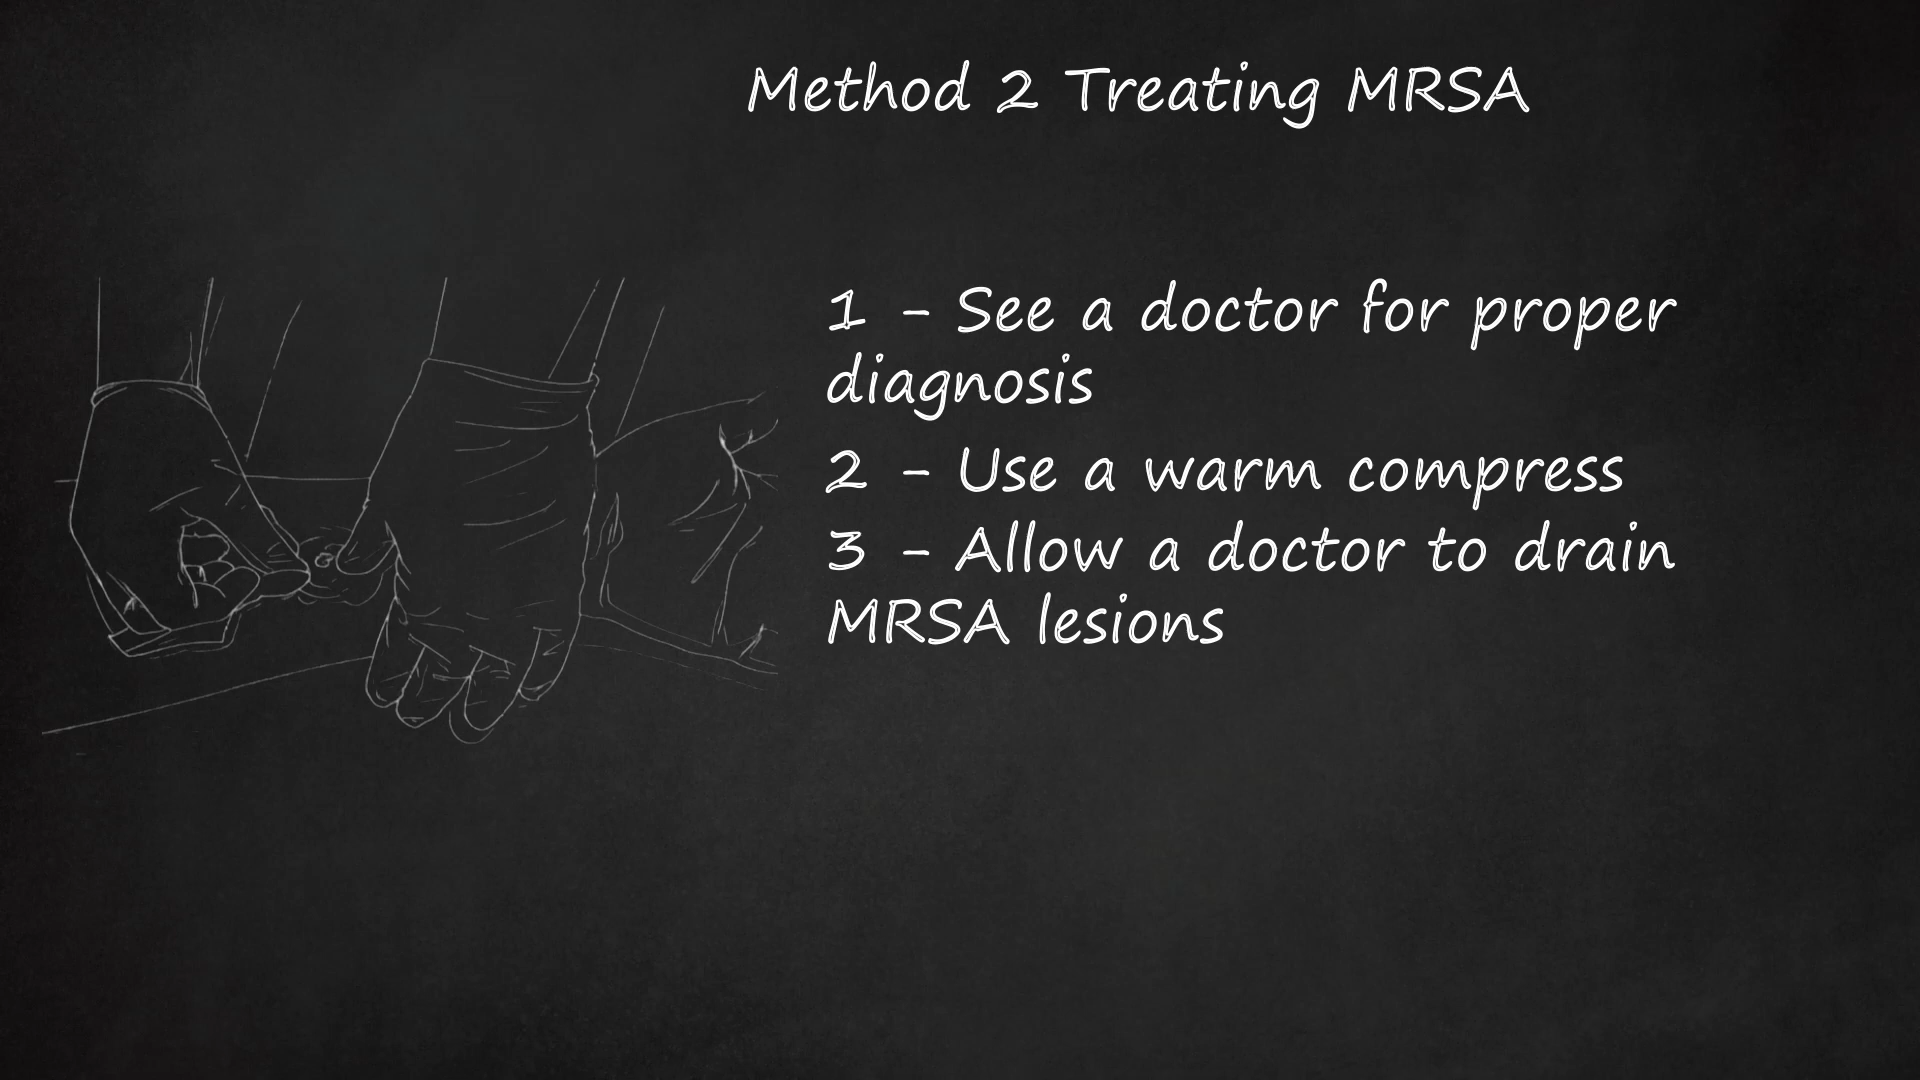 Method 2 Treating MRSA
1 - See a doctor for proper
diagnosis
2 - Use a warm compress
3 - Allow a doctor to drain
MRSA lesions